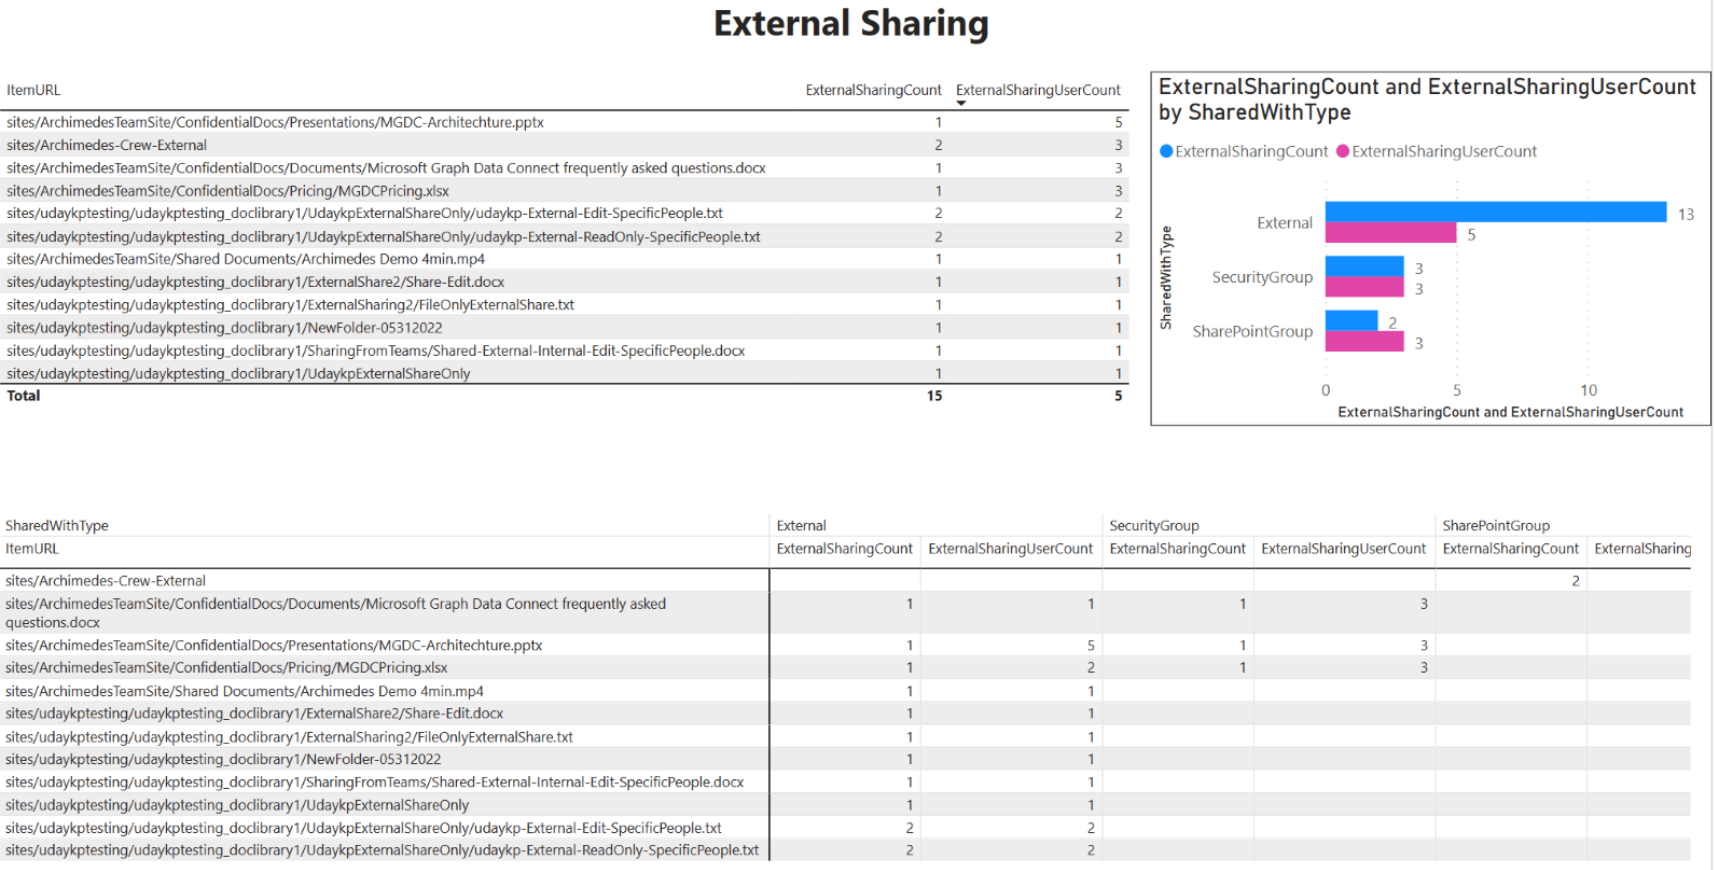 External Sharing
ItemURL ExternalSharingCount ExternalSharingUserCount
sites/ArchimedesTeamSite/ConfidentialDocs/Presentations/MGDC-Architechture.pptx 1 5
sites/Archimedes-Crew-External 2 3
sites/ArchimedesTeamSite/ConfidentialDocs/Documents/Microsoft Graph Data Connect frequently asked questions.docx 1 3
sites/ArchimedesTeamSite/ConfidentialDocs/Pricing/MGDCPricing.xlsx 1 3
sites/udaykptesting/udaykptesting_doclibrary1/UdaykpExternalShareOnly/udaykp-External-Edit-SpecificPeople.txt 2 2
sites/udaykptesting/udaykptesting_doclibrary1/UdaykpExternalShareOnly/udaykp-External-ReadOnly-SpecificPeople.txt 2 2
sites/ArchimedesTeamSite/Shared Documents/Archimedes Demo 4min.mp4 1 1
sites/udaykptesting/udaykptesting_doclibrary1/ExternalShare2/Share-Edit.docx 1 1
sites/udaykptesting/udaykptesting_doclibrary1/ExternalSharing2/FileOnlyExternalShare.txt 1 1
sites/udaykptesting/udaykptesting_doclibrary1/NewFolder-05312022 1 1
sites/udaykptesting/udaykptesting_doclibrary1/SharingFromTeams/Shared-External-Internal-Edit-SpecificPeople.docx 1 1
sites/udaykptesting/udaykptesting_doclibrary1/UdaykpExternalShareOnly 1 1
Total 15 5
ExternalSharingCount and ExternalSharingUserCount
by SharedWithType
ExternalSharingCount ExternalSharingUserCount
SharedWithType
External 13
5
SecurityGroup 3
3
SharePointGroup 2
3
0 5 10
ExternalSharingCount and ExternalSharingUserCount
SharedWithType External SecurityGroup SharePointGroup
ItemURL ExternalSharingCount ExternalSharingUserCount ExternalSharingCount ExternalSharingUserCount ExternalSharingCount ExternalSharing
sites/Archimedes-Crew-External 2
sites/ArchimedesTeamSite/ConfidentialDocs/Documents/Microsoft Graph Data Connect frequently asked 1 1 1 3
questions.docx
sites/ArchimedesTeamSite/ConfidentialDocs/Presentations/MGDC-Architechture.pptx 1 5 1 3
sites/ArchimedesTeamSite/ConfidentialDocs/Pricing/MGDCPricing.xlsx 1 2 1 3
sites/ArchimedesTeamSite/Shared Documents/Archimedes Demo 4min.mp4 1 1
sites/udaykptesting/udaykptesting_doclibrary1/ExternalShare2/Share-Edit.docx 1 1
sites/udaykptesting/udaykptesting_doclibrary1/ExternalSharing2/FileOnlyExternalShare.txt 1 1
sites/udaykptesting/udaykptesting_doclibrary1/NewFolder-05312022 1 1
sites/udaykptesting/udaykptesting_doclibrary1/SharingFromTeams/Shared-External-Internal-Edit-SpecificPeople.docx 1 1
sites/udaykptesting/udaykptesting_doclibrary1/UdaykpExternalShareOnly 1 1
sites/udaykptesting/udaykptesting_doclibrary1/UdaykpExternalShareOnly/udaykp-External-Edit-SpecificPeople.txt 2 2
sites/udaykptesting/udaykptesting_doclibrary1/UdaykpExternalShareOnly/udaykp-External-ReadOnly-SpecificPeople.txt 2 2